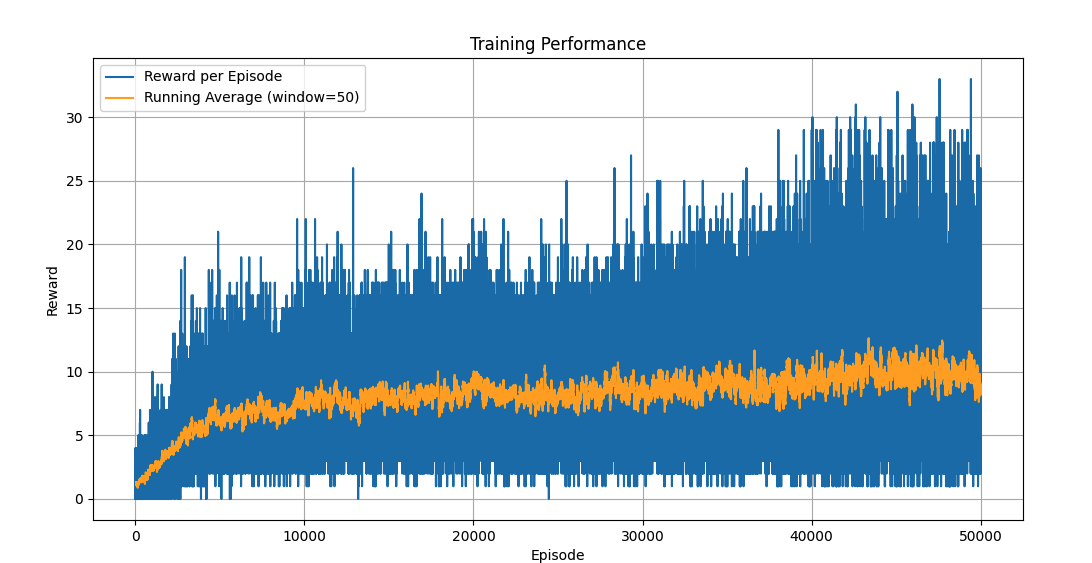 Training Performance
Reward per Episode
Running Average (window=50)
30
25
20
15
10
5
0
Reward
0 10000 20000 30000 40000 50000
Episode